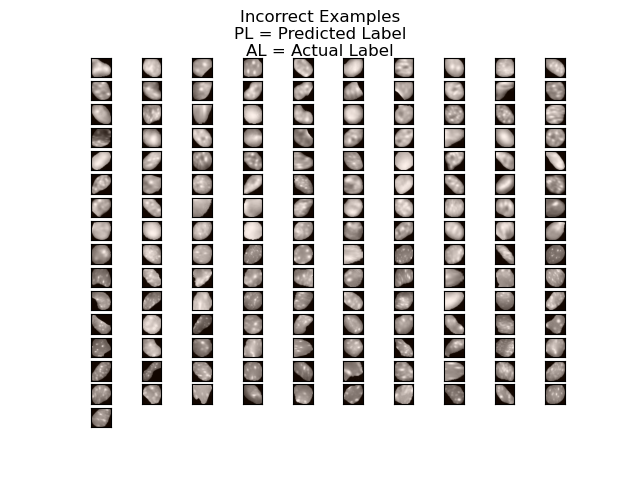 Incorrect Examples
PL = Predicted Label
AL = Actual Label